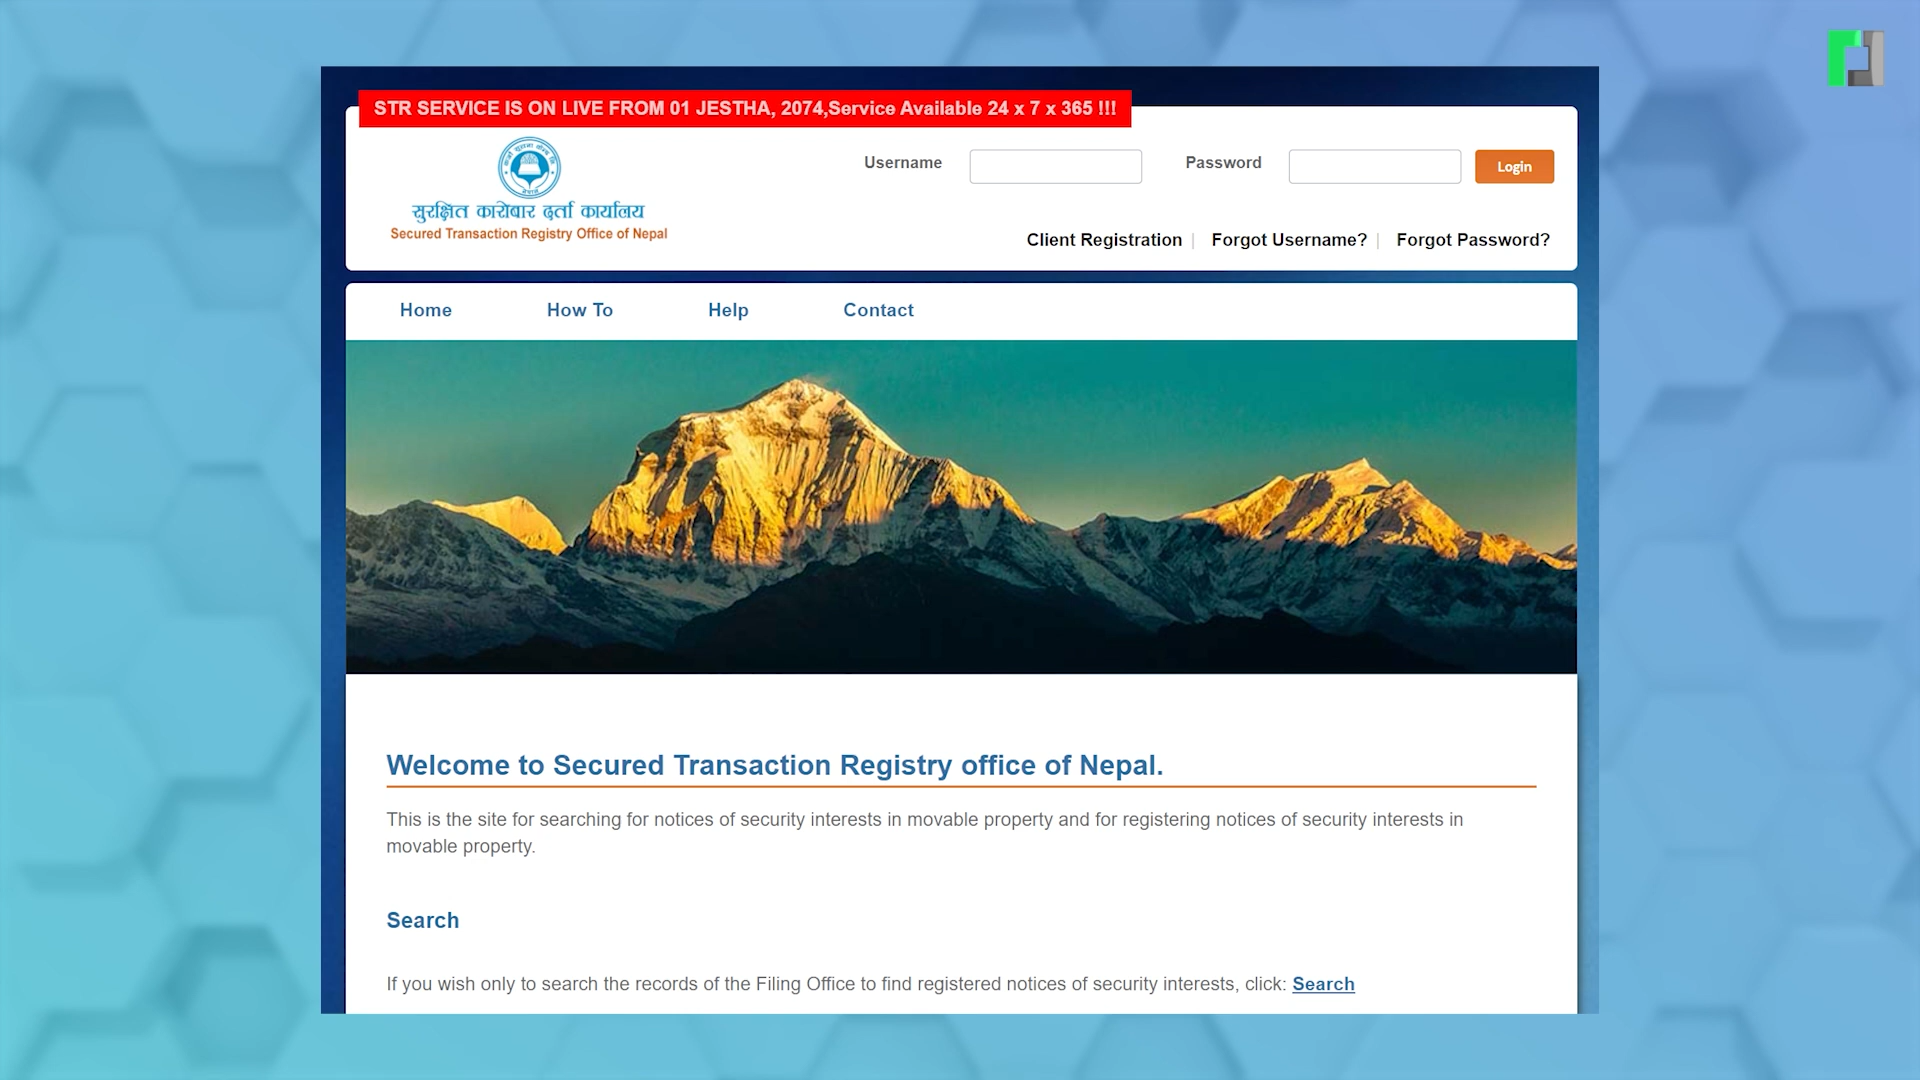 STR SERVICE IS ON LIVE FROM 01 JESTHA, 2074,Service Available 24 x 7 x 365 !!!
सुरक्षित कारोबार दर्ता कार्यालय
Secured Transaction Registry Office of Nepal
Username
Password
Login
Client Registration | Forgot Username? | Forgot Password?
Home How To Help Contact
Welcome to Secured Transaction Registry office of Nepal.
This is the site for searching for notices of security interests in movable property and for registering notices of security interests in
movable property.
Search
If you wish only to search the records of the Filing Office to find registered notices of security interests, click: Search